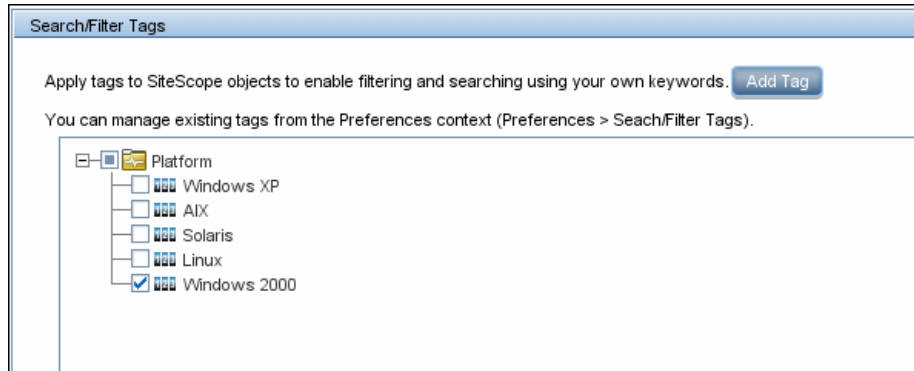 Search/Filter Tags
Apply tags to SiteScope objects to enable filtering and searching using your own keywords. Add Tag
You can manage existing tags from the Preferences context (Preferences > Seach/Filter Tags).
Platform
Windows XP
AIX
Solaris
Linux
Windows 2000